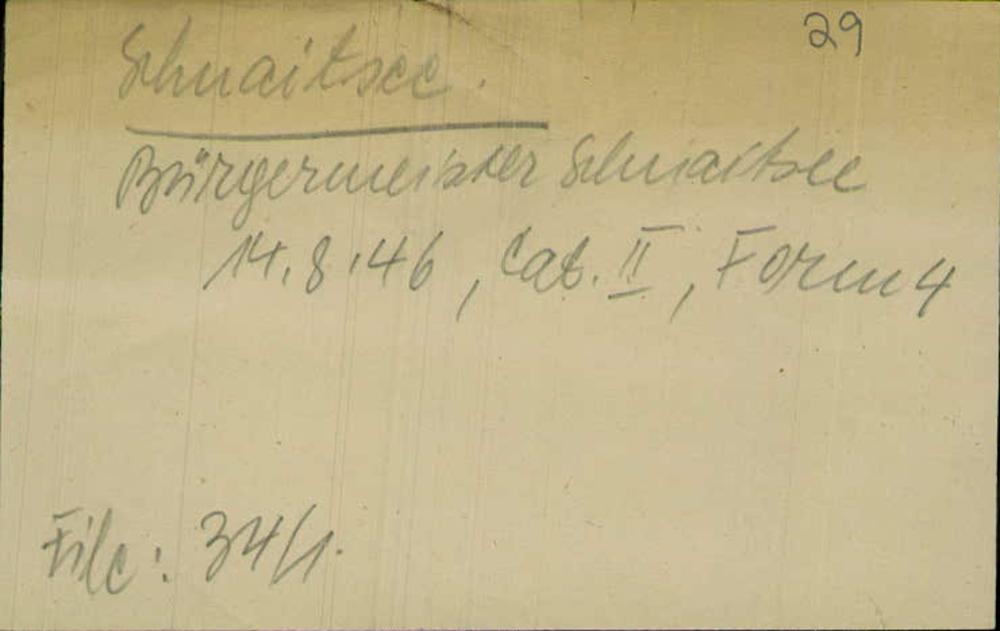 29
Schnaitsee.
Bürgermeister Schnaitsee
14.8.46, Cat. II, Form 4
File: 34/1.